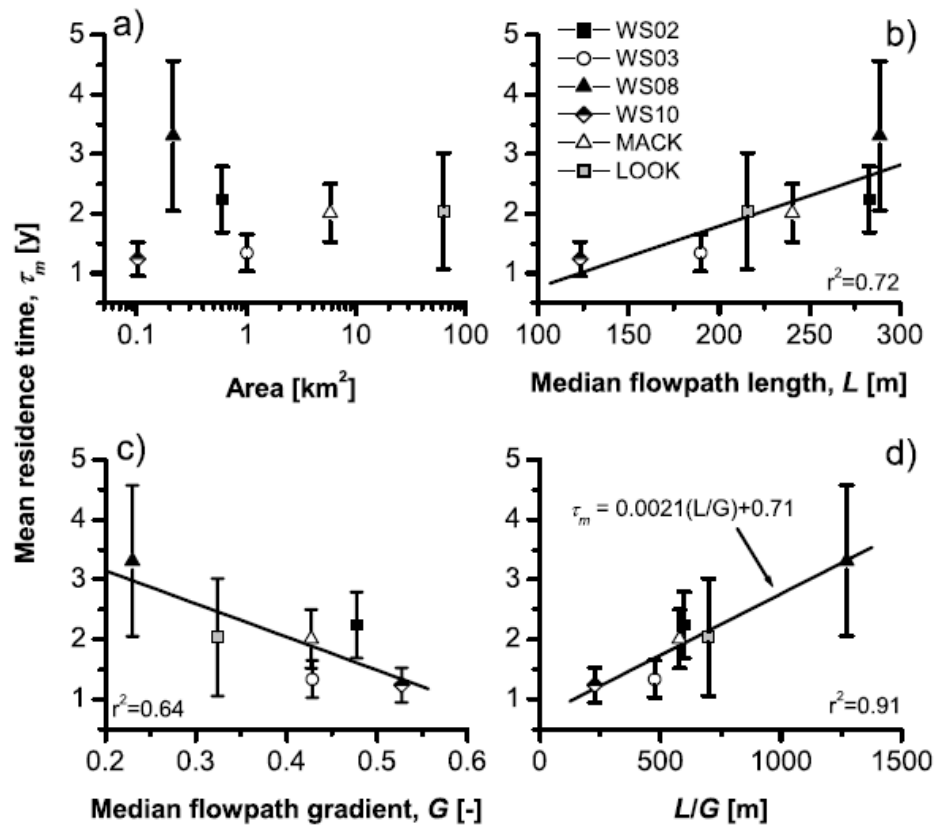 Mean residence time, τm [y]
a)
5
4
3
2
1
0.1
1
10
100
Area [km²]
b)
WS02
WS03
WS08
WS10
MACK
LOOK
5
4
3
2
1
r²=0.72
100
150
200
250
300
Median flowpath length, L [m]
c)
5
4
3
2
1
r²=0.64
0.2
0.3
0.4
0.5
0.6
Median flowpath gradient, G [-]
d)
5
4
3
2
1
τm = 0.0021(L/G)+0.71
r²=0.91
0
500
1000
1500
L/G [m]